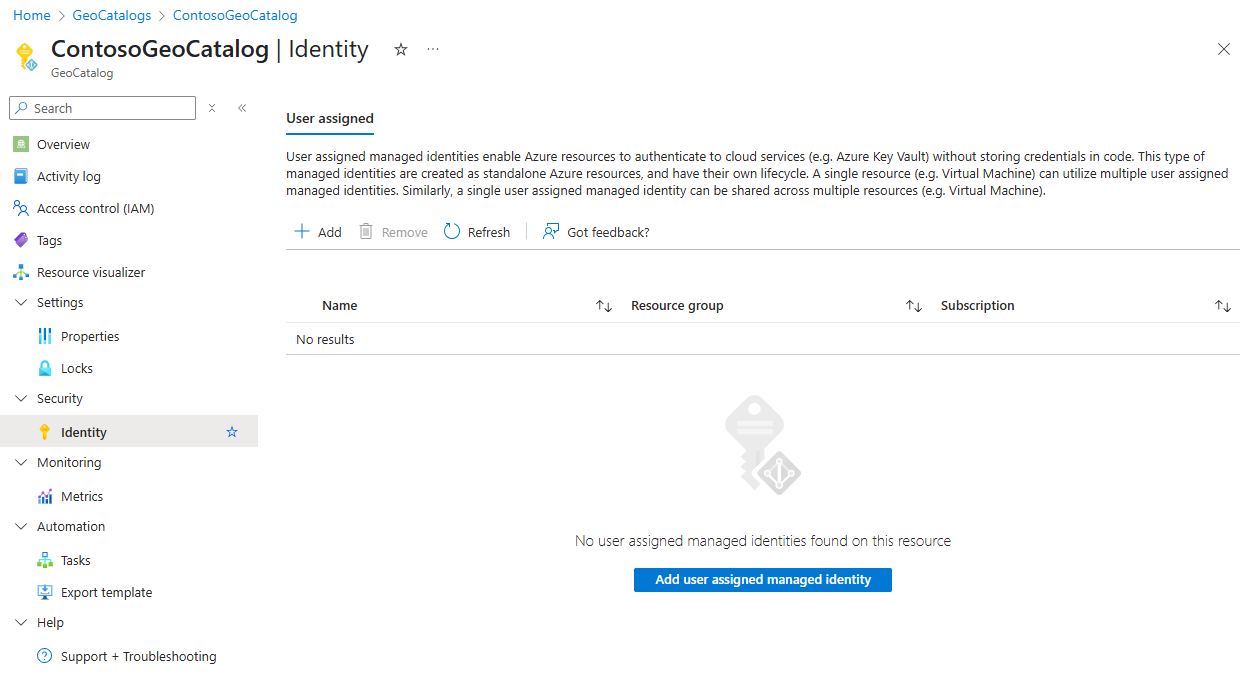 Home > GeoCatalogs > ContosoGeoCatalog
ContosoGeoCatalog | Identity
GeoCatalog
Search
Overview
Activity log
Access control (IAM)
Tags
Resource visualizer
Settings
Properties
Locks
Security
Identity
Monitoring
Metrics
Automation
Tasks
Export template
Help
Support + Troubleshooting
User assigned
User assigned managed identities enable Azure resources to authenticate to cloud services (e.g. Azure Key Vault) without storing credentials in code. This type of
managed identities are created as standalone Azure resources, and have their own lifecycle. A single resource (e.g. Virtual Machine) can utilize multiple user assigned
managed identities. Similarly, a single user assigned managed identity can be shared across multiple resources (e.g. Virtual Machine).
Add Remove Refresh Got feedback?
Name Resource group Subscription
No results
No user assigned managed identities found on this resource
Add user assigned managed identity